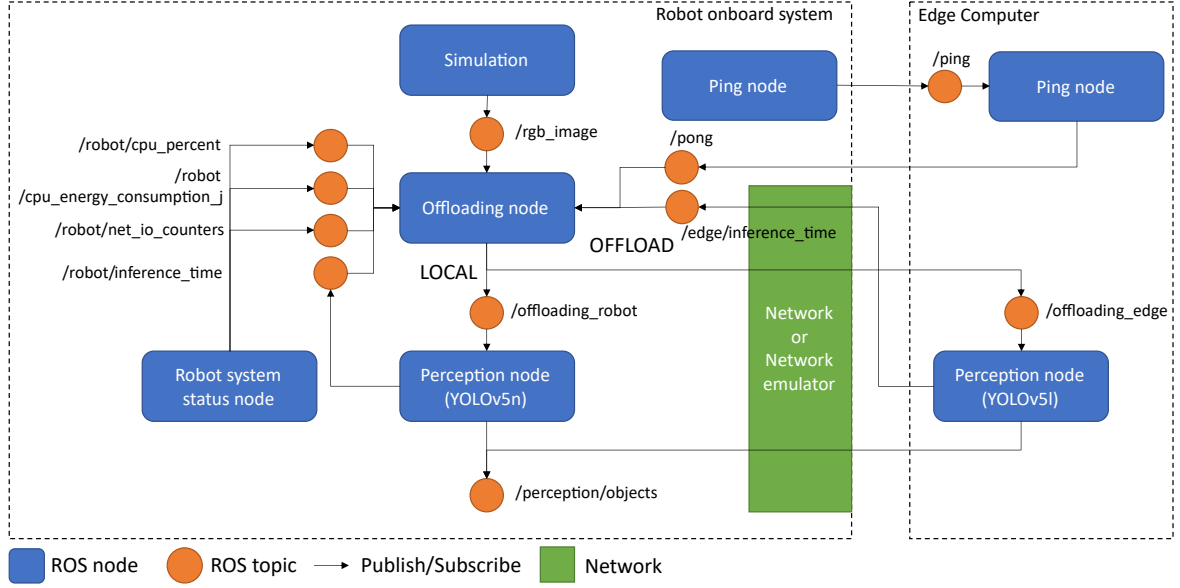 Robot onboard system
Edge Computer
Simulation
Ping node
/ping
Ping node
/rgb_image
/pong
/robot/cpu_percent
/robot
/cpu_energy_consumption_j
/robot/net_io_counters
/robot/inference_time
Offloading node
/edge/inference_time
OFFLOAD
LOCAL
/offloading_robot
Network
or
Network
emulator
/offloading_edge
Robot system
status node
Perception node
(YOLOv5n)
Perception node
(YOLOv5l)
/perception/objects
ROS node
ROS topic
Publish/Subscribe
Network